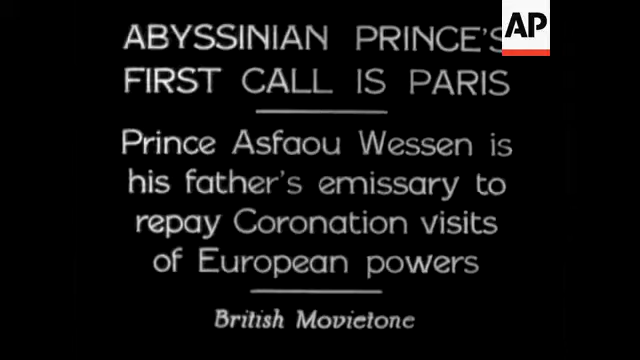 AP
ABYSSINIAN PRINCE'S
FIRST CALL IS PARIS
Prince Asfaou Wessen is
his father's emissary to
repay Coronation visits
of European powers
British Movietone